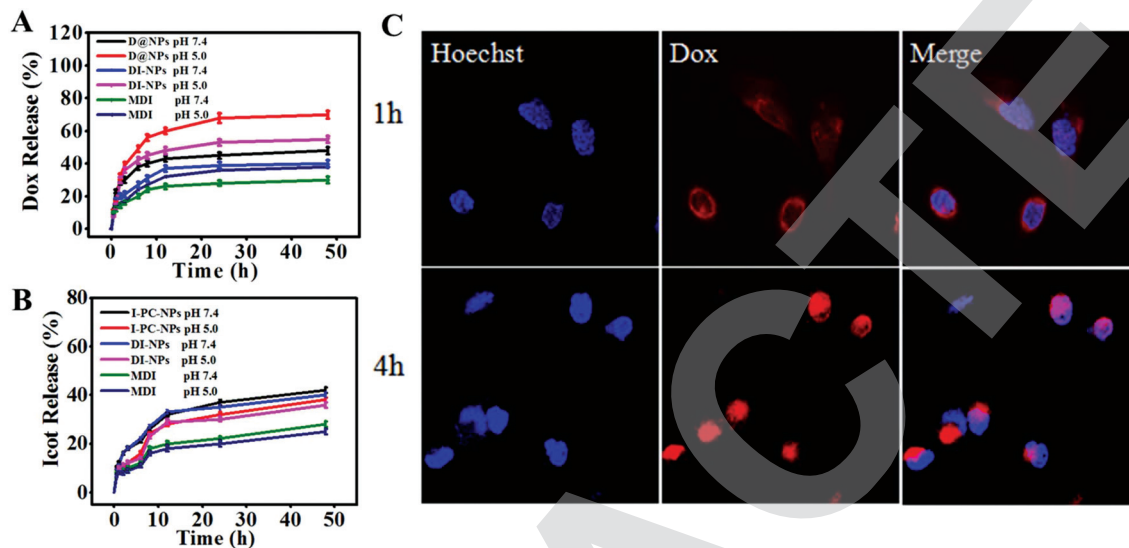 A
Dox Release (%)
120
100
80
60
40
20
0
D@NPs pH 7.4
D@NPs pH 5.0
DI-NPs pH 7.4
DI-NPs pH 5.0
MDI pH 7.4
MDI pH 5.0
0 10 20 30 40 50
Time (h)
B
Icot Release (%)
80
60
40
20
0
I-PC-NPs pH 7.4
I-PC-NPs pH 5.0
DI-NPs pH 7.4
DI-NPs pH 5.0
MDI pH 7.4
MDI pH 5.0
0 10 20 30 40 50
Time (h)
C
Hoechst Dox Merge
1h
4h